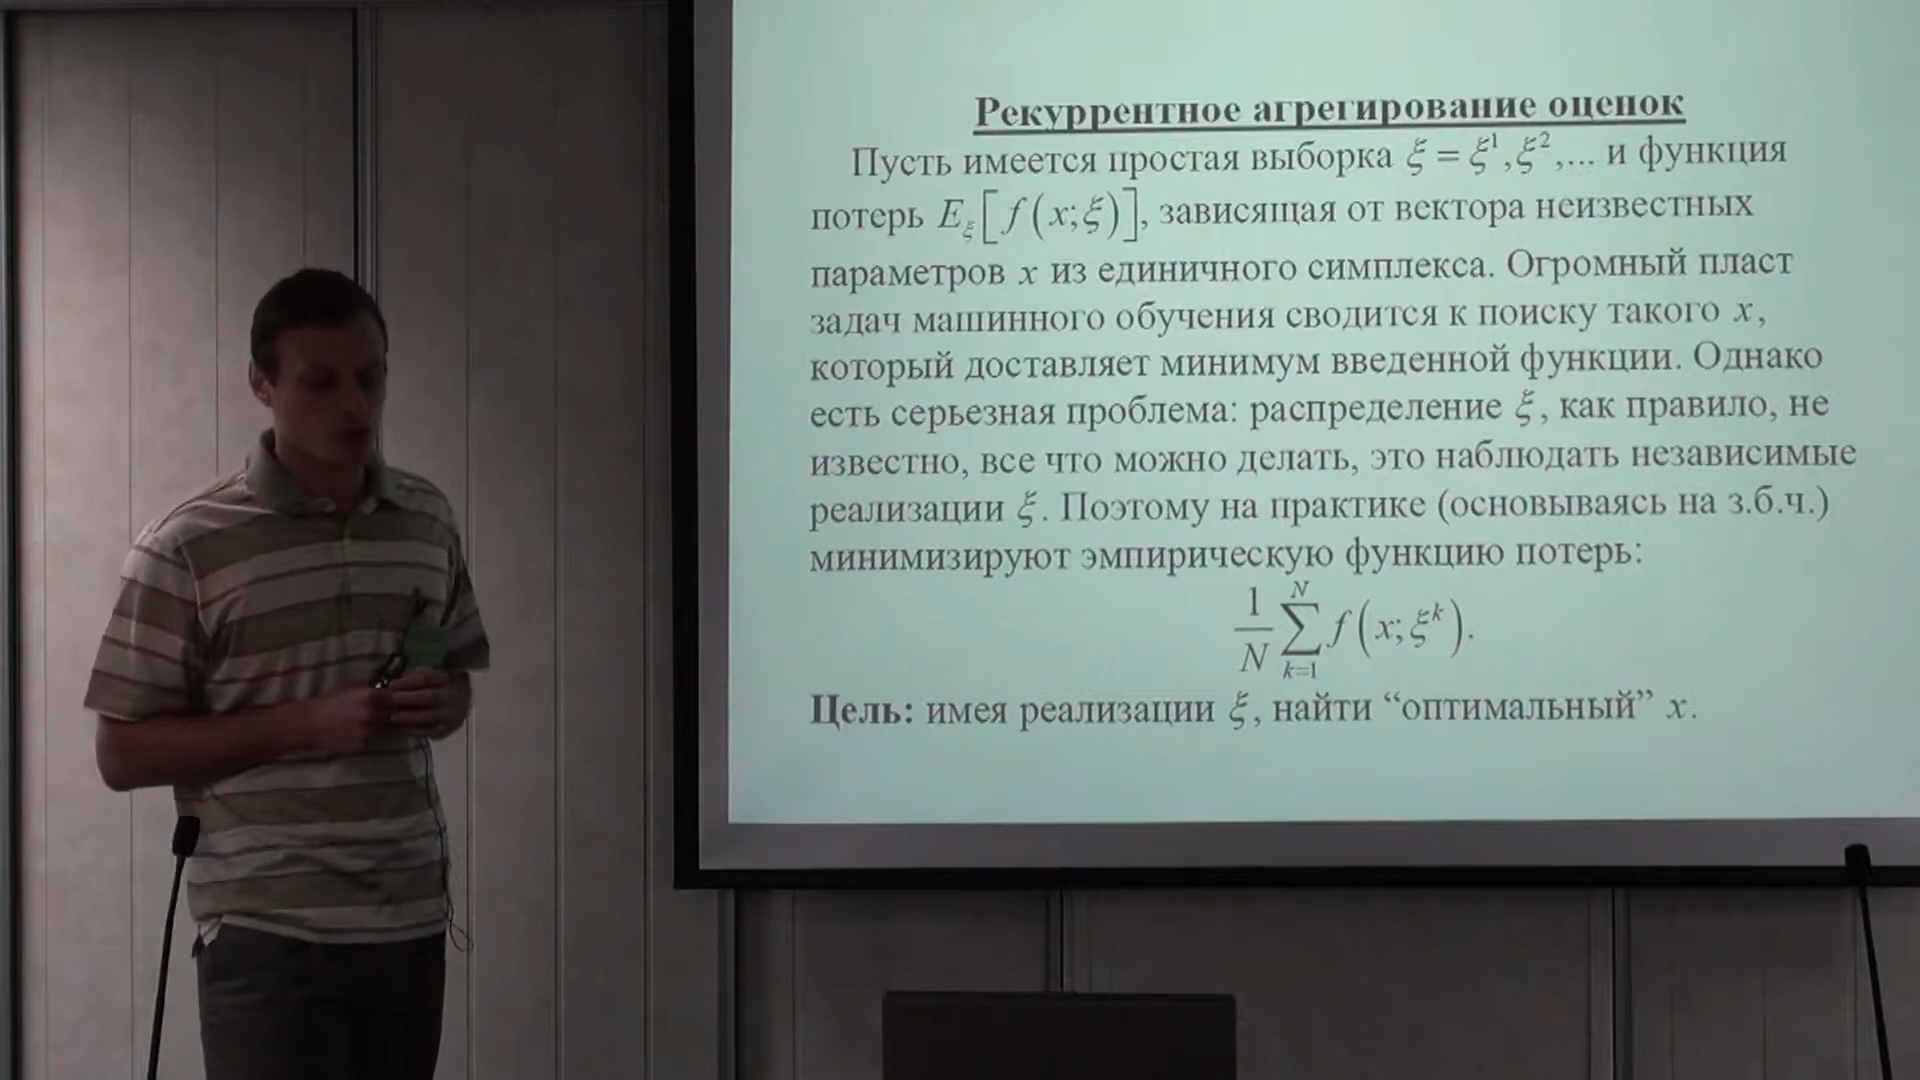 Рекуррентное агрегирование оценок
Пусть имеется простая выборка ξ = ξ¹, ξ², ... и функция
потерь E_ξ[f(x;ξ)], зависящая от вектора неизвестных
параметров x из единичного симплекса. Огромный пласт
задач машинного обучения сводится к поиску такого x,
который доставляет минимум введенной функции. Однако
есть серьезная проблема: распределение ξ, как правило, не
известно, все что можно делать, это наблюдать независимые
реализации ξ. Поэтому на практике (основываясь на з.б.ч.)
минимизируют эмпирическую функцию потерь:
1/N ∑_{k=1}^{N} f(x;ξ^k).
Цель: имея реализации ξ, найти “оптимальный” x.